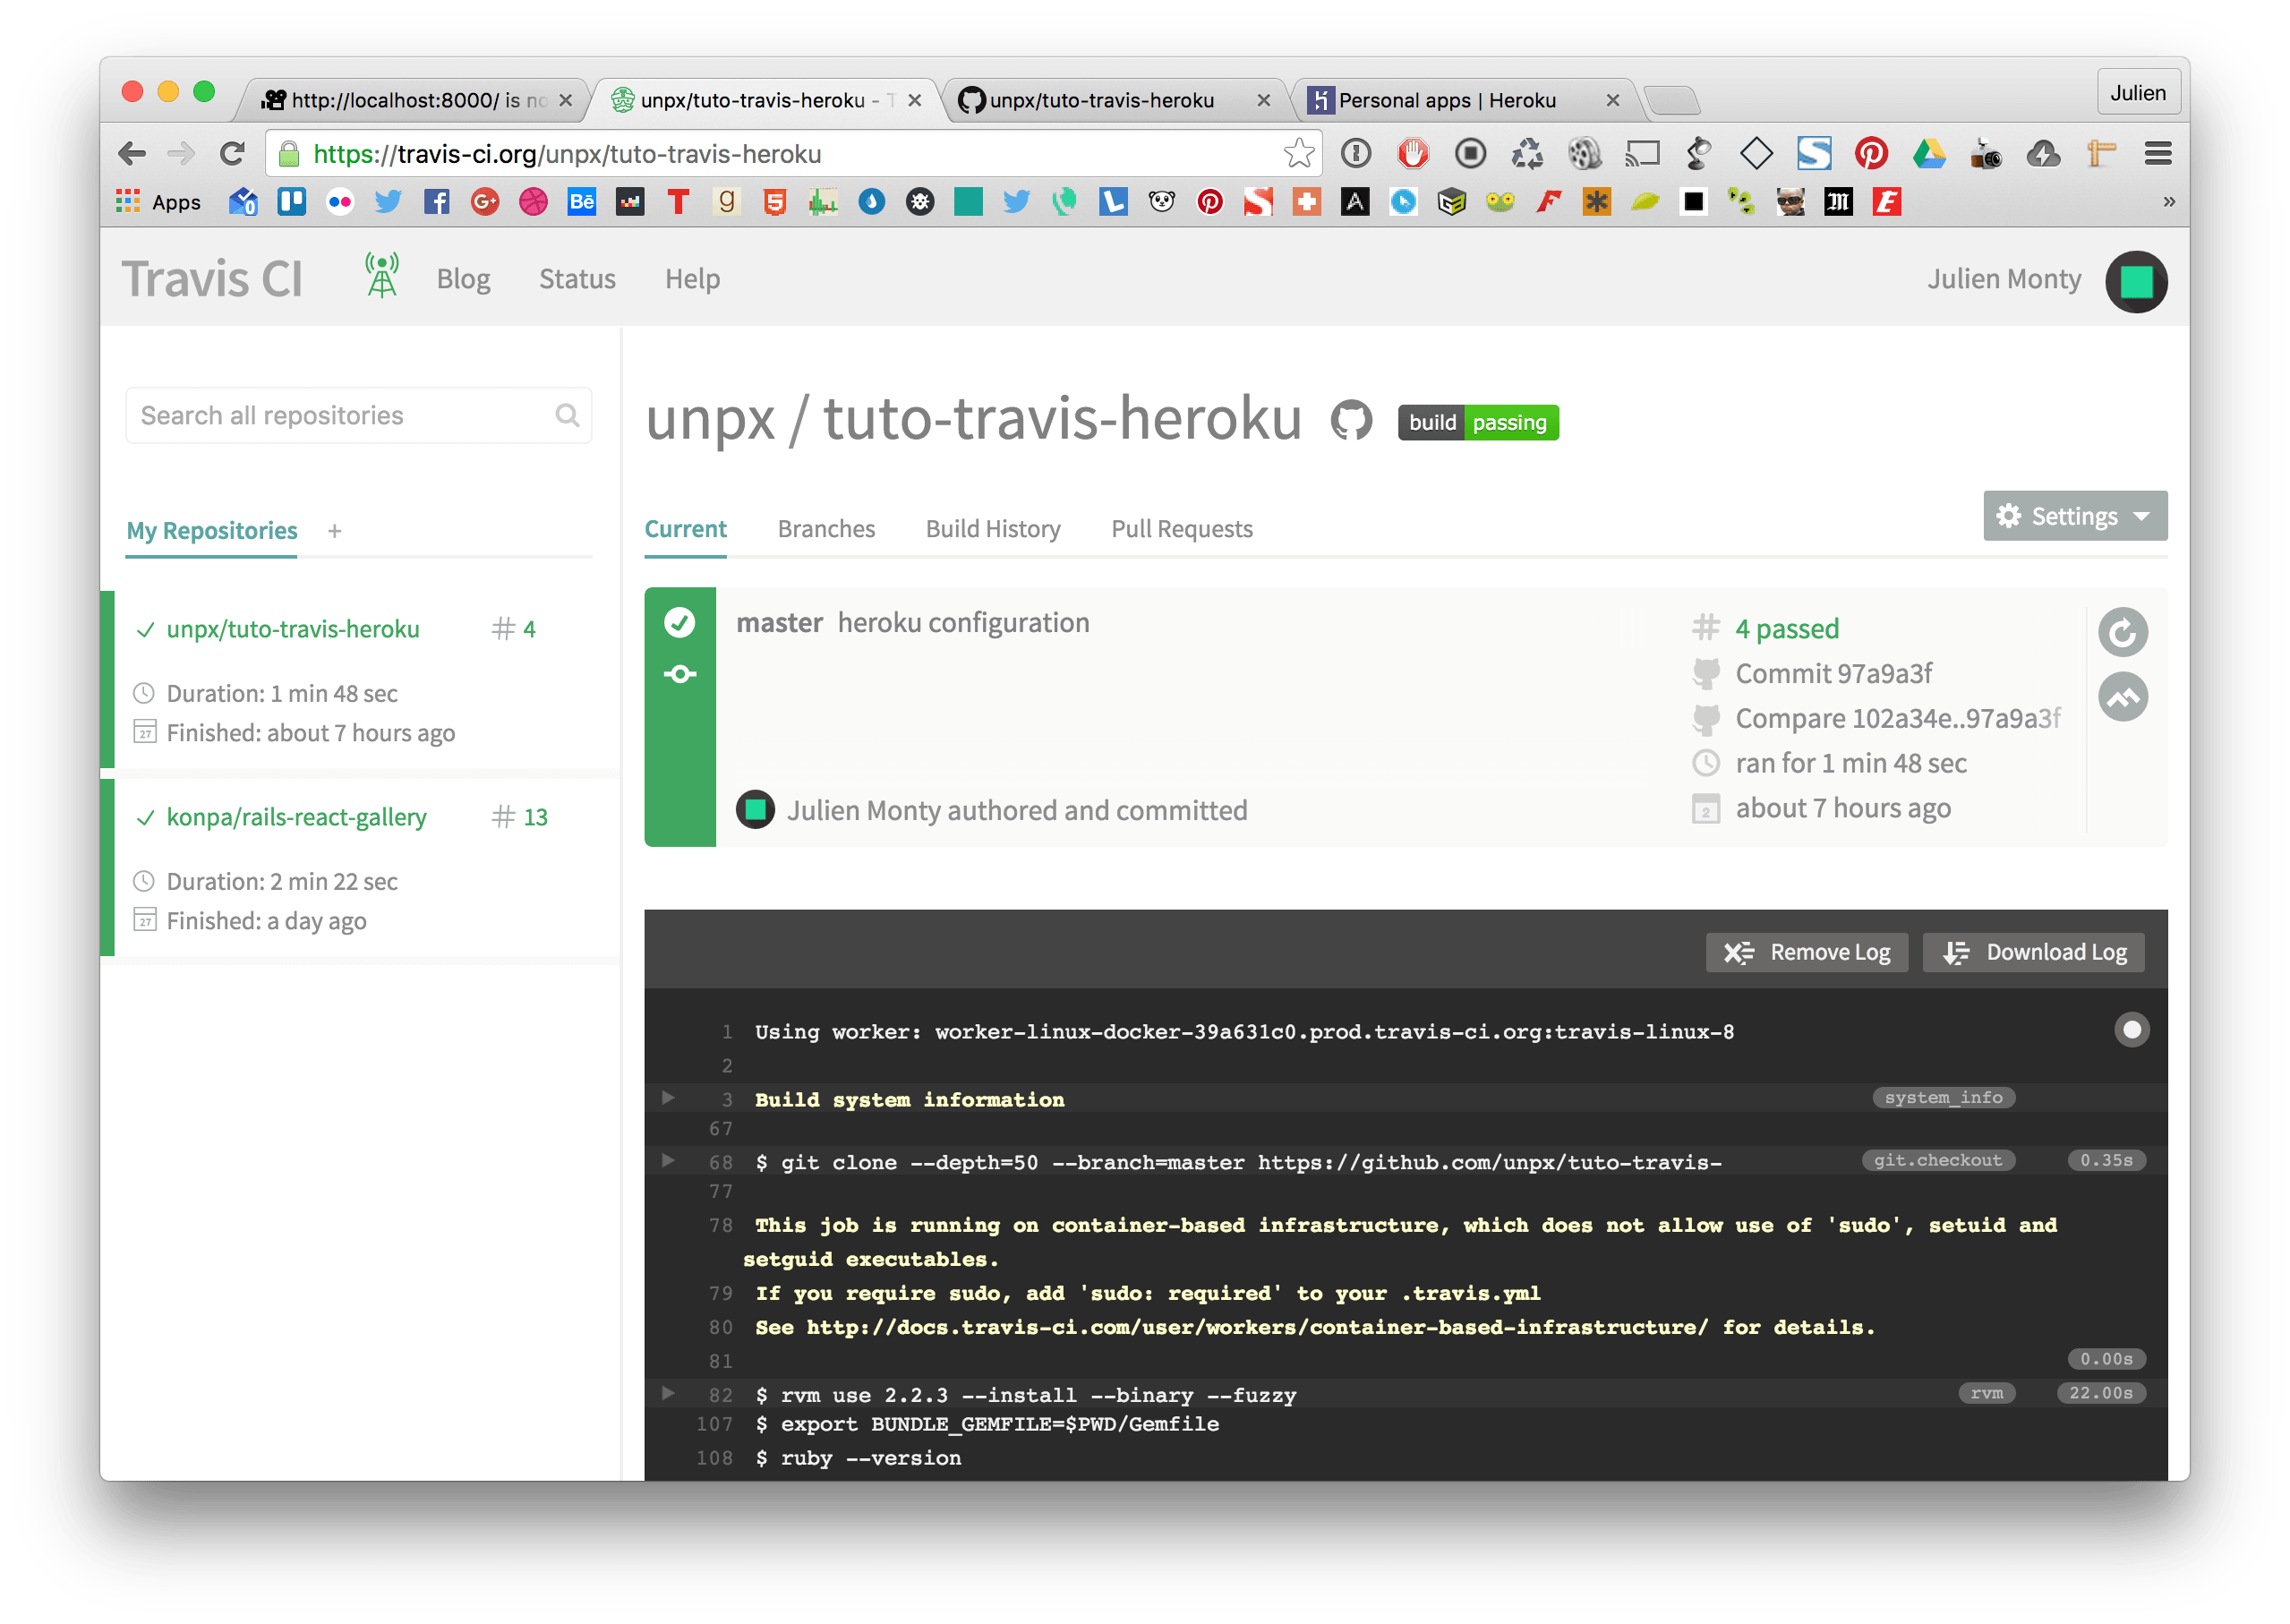 http://localhost:8000/ is no
unpx/tuto-travis-heroku - T
unpx/tuto-travis-heroku
Personal apps | Heroku
Julien
https://travis-ci.org/unpx/tuto-travis-heroku
Apps
Travis CI
Blog
Status
Help
Julien Monty
Search all repositories
unpx / tuto-travis-heroku
build passing
My Repositories +
Current
Branches
Build History
Pull Requests
Settings
unpx/tuto-travis-heroku # 4
Duration: 1 min 48 sec
Finished: about 7 hours ago
konpa/rails-react-gallery # 13
Duration: 2 min 22 sec
Finished: a day ago
master heroku configuration
Julien Monty authored and committed
# 4 passed
Commit 97a9a3f
Compare 102a34e..97a9a3f
ran for 1 min 48 sec
about 7 hours ago
Remove Log
Download Log
1 Using worker: worker-linux-docker-39a631c0.prod.travis-ci.org:travis-linux-8
2
3 Build system information system_info
67
68 $ git clone --depth=50 --branch=master https://github.com/unpx/tuto-travis- git.checkout 0.35s
77
78 This job is running on container-based infrastructure, which does not allow use of 'sudo', setuid and
setguid executables.
79 If you require sudo, add 'sudo: required' to your .travis.yml
80 See http://docs.travis-ci.com/user/workers/container-based-infrastructure/ for details.
81 0.00s
82 $ rvm use 2.2.3 --install --binary --fuzzy rvm 22.00s
107 $ export BUNDLE_GEMFILE=$PWD/Gemfile
108 $ ruby --version